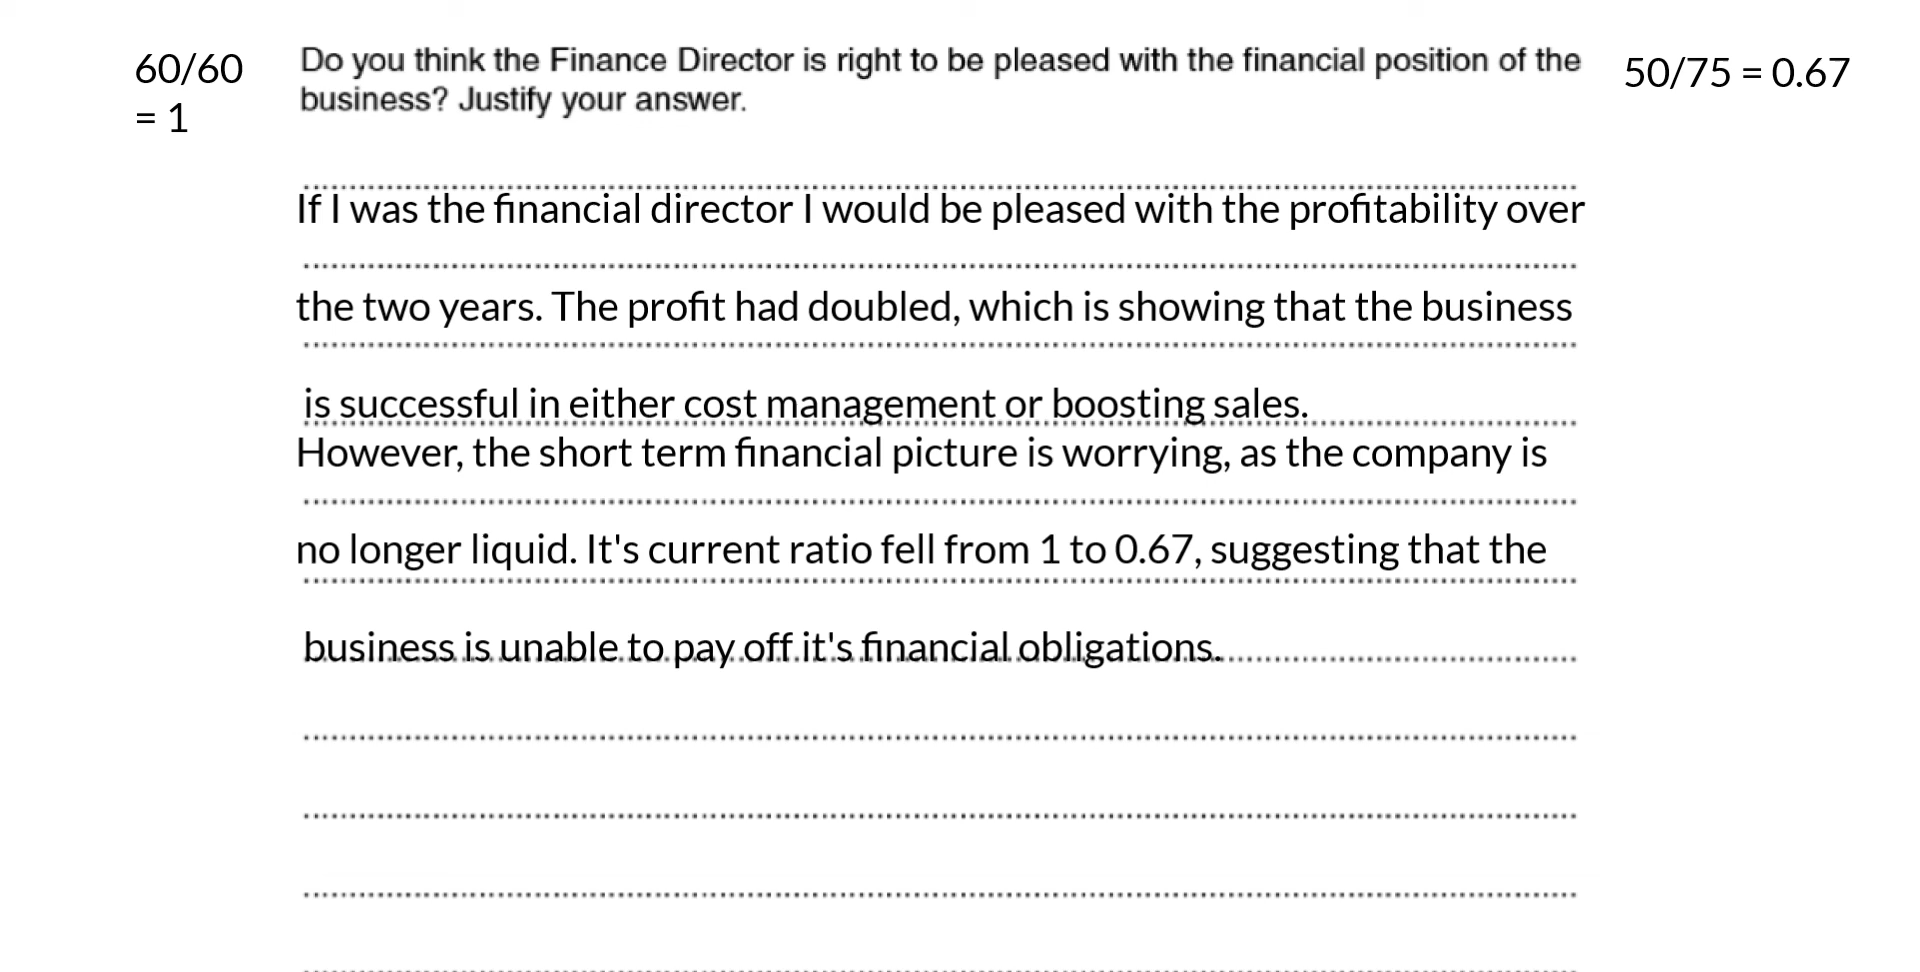 60/60
= 1
Do you think the Finance Director is right to be pleased with the financial position of the
business? Justify your answer.
50/75 = 0.67
If I was the financial director I would be pleased with the profitability over
the two years. The profit had doubled, which is showing that the business
is successful in either cost management or boosting sales.
However, the short term financial picture is worrying, as the company is
no longer liquid. It's current ratio fell from 1 to 0.67, suggesting that the
business is unable to pay off it's financial obligations.